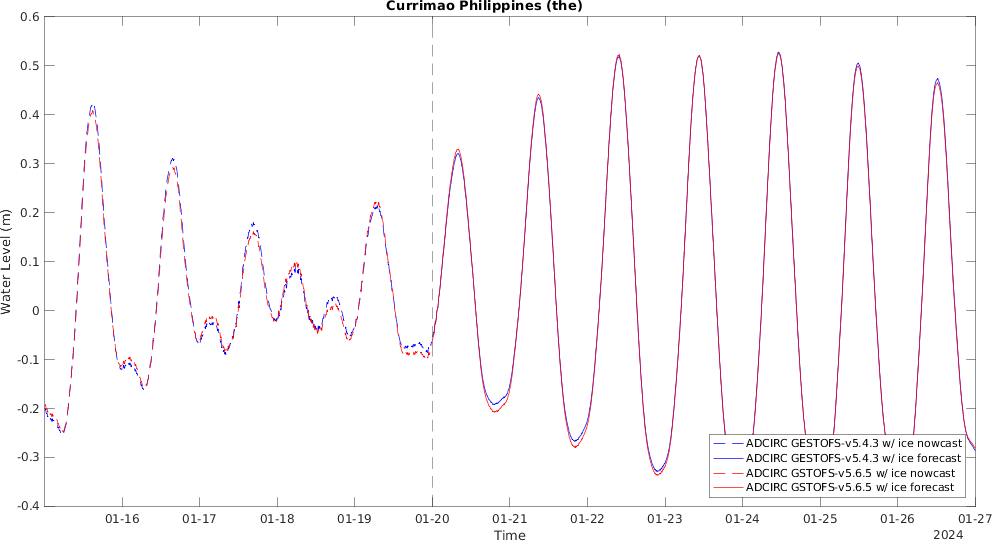 Currimao Philippines (the)
0.6
0.5
0.4
0.3
0.2
0.1
0
-0.1
-0.2
-0.3
-0.4
Water Level (m)
ADCIRC GESTOFS-v5.4.3 w/ ice nowcast
ADCIRC GESTOFS-v5.4.3 w/ ice forecast
ADCIRC GSTOFS-v5.6.5 w/ ice nowcast
ADCIRC GSTOFS-v5.6.5 w/ ice forecast
01-16 01-17 01-18 01-19 01-20 01-21 01-22 01-23 01-24 01-25 01-26 01-27
Time
2024